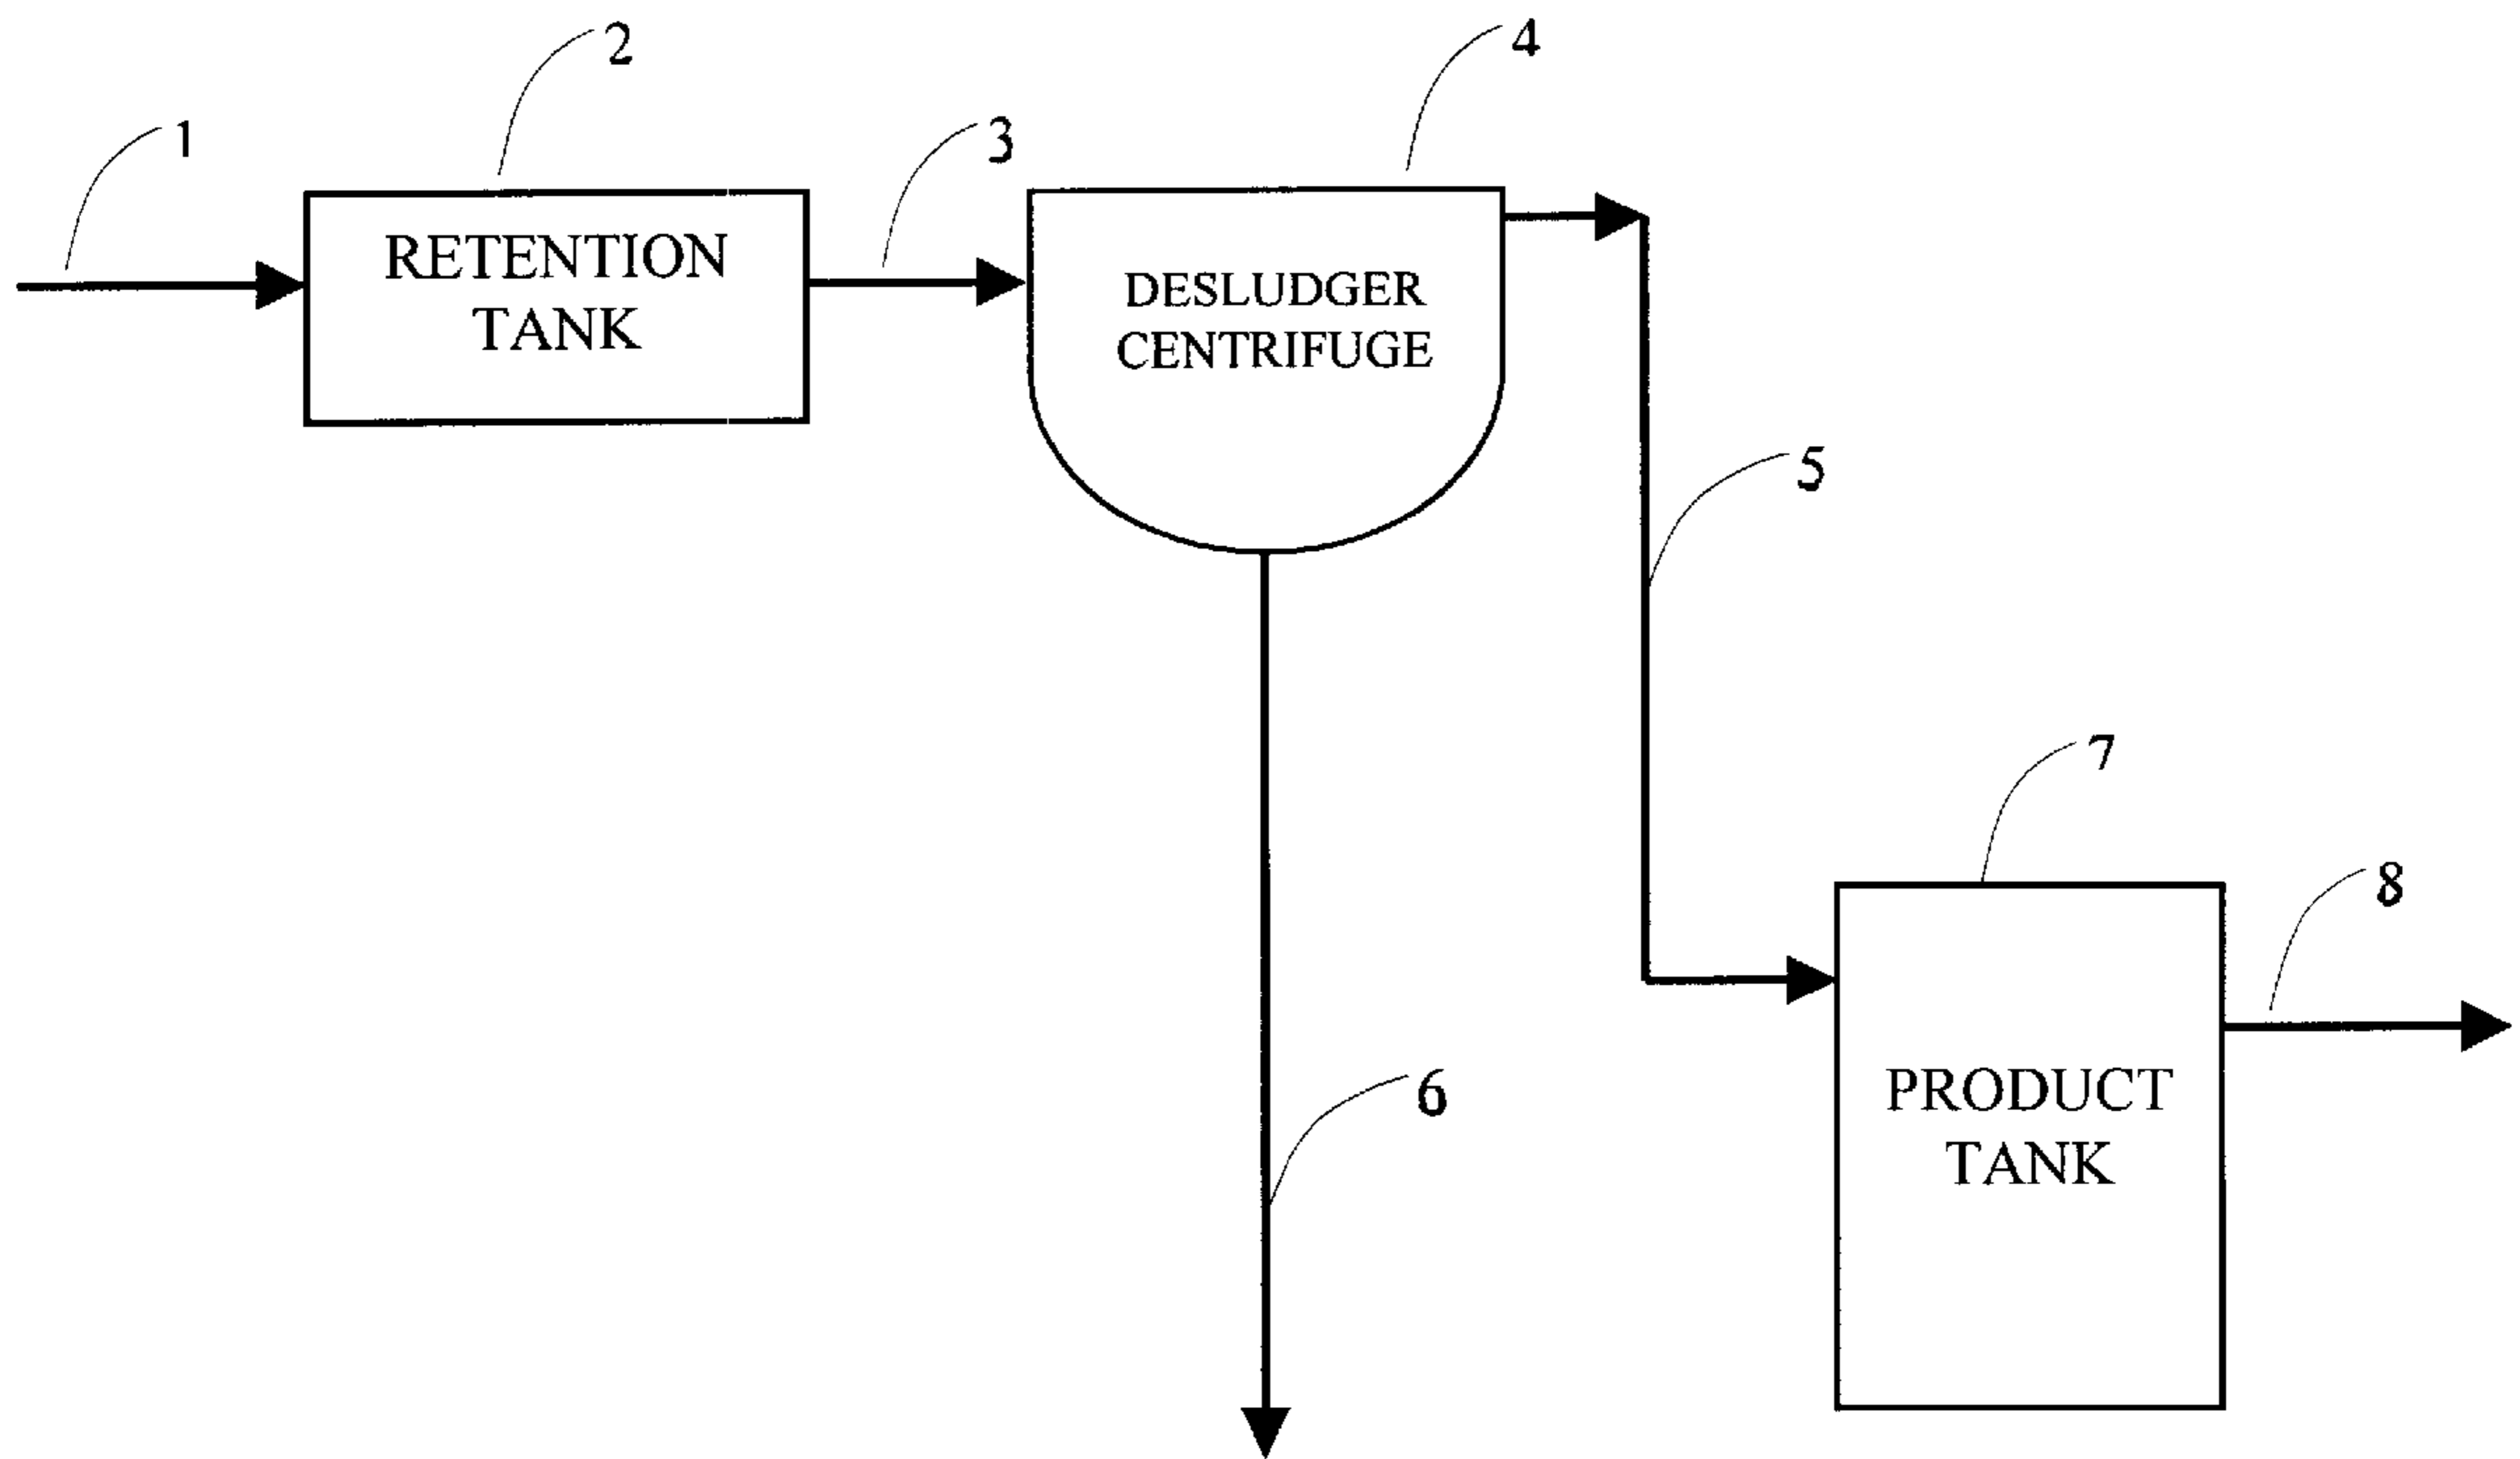 1
2
3
4
RETENTION
TANK
DESLUDGER
CENTRIFUGE
5
6
7
8
PRODUCT
TANK